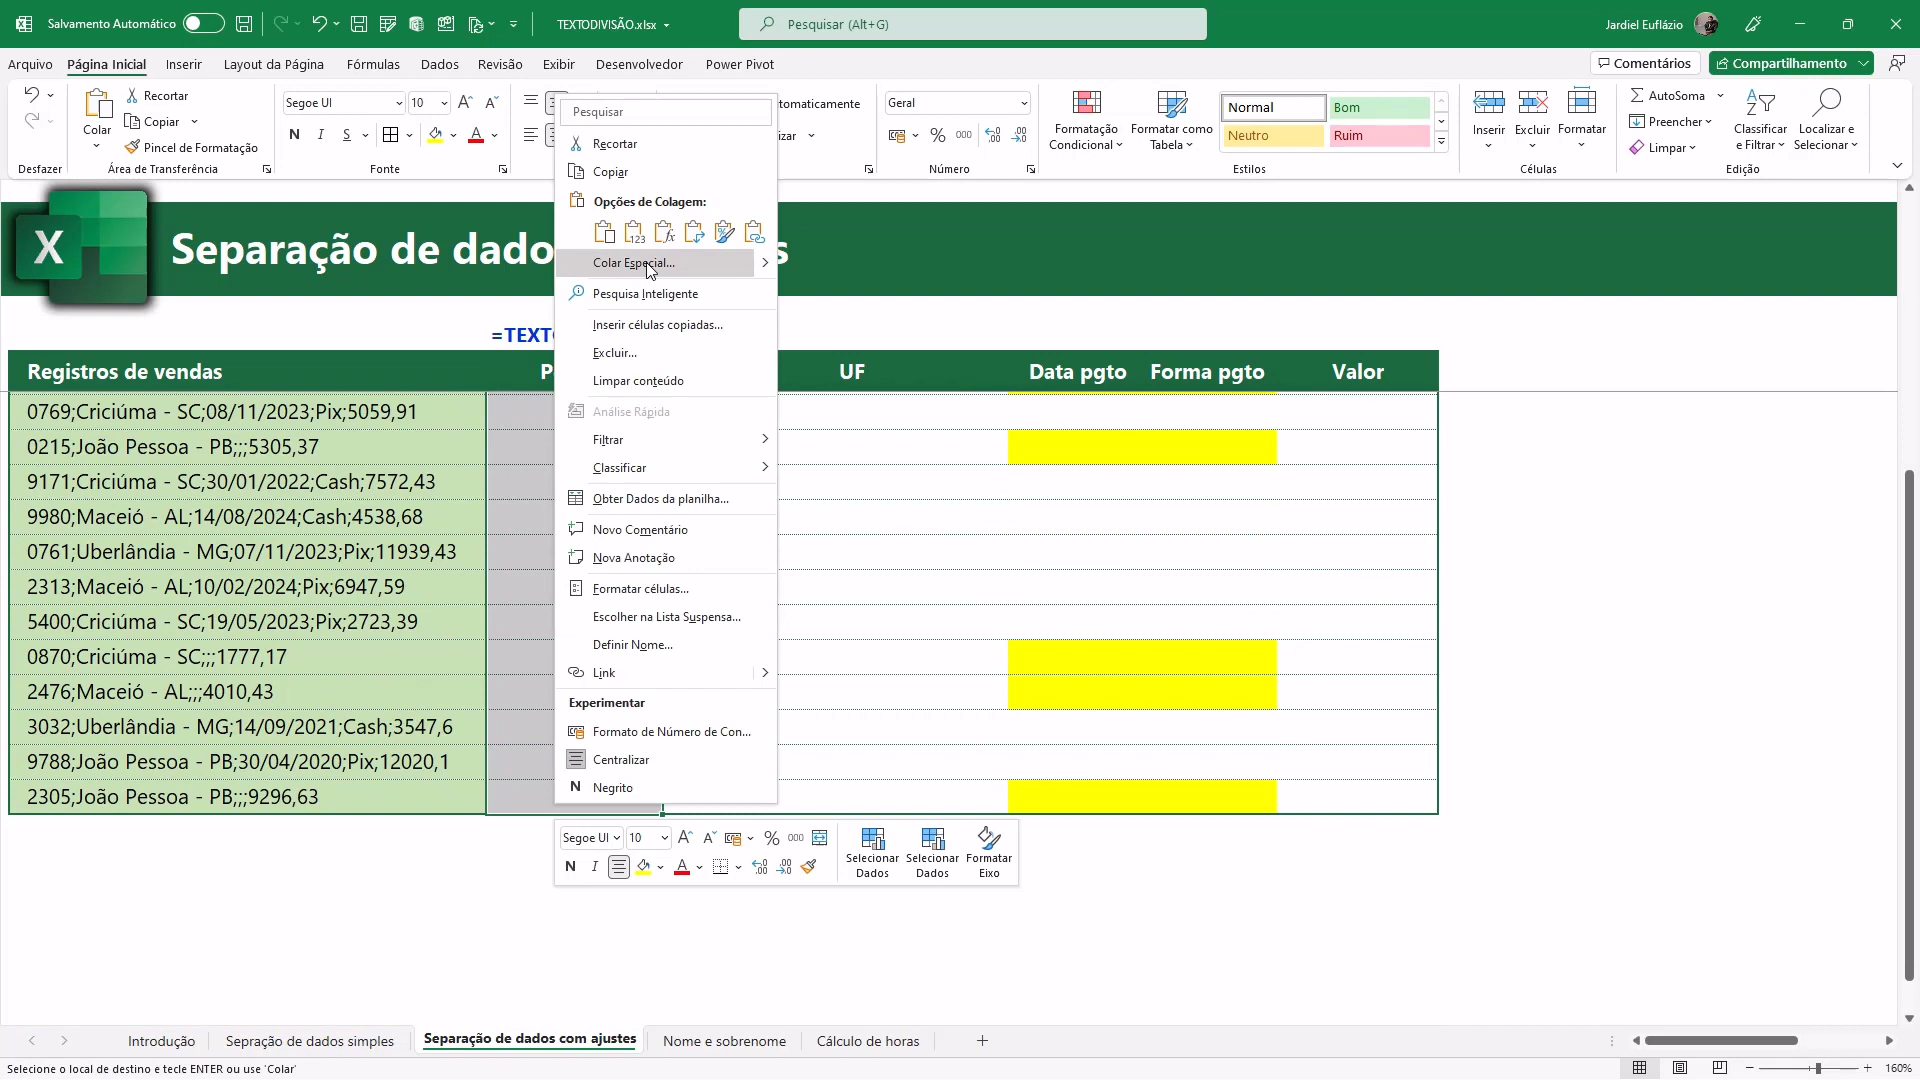 Salvamento Automático
TEXTODIVISÃO.xlsx
Pesquisar (Alt+G)
Jardiel Euflázio
Arquivo
Página Inicial
Inserir
Layout da Página
Fórmulas
Dados
Revisão
Exibir
Desenvolvedor
Power Pivot
Comentários
Compartilhamento
Desfazer
Colar
Recortar
Copiar
Pincel de Formatação
Área de Transferência
Segoe UI
10
N I S
Fonte
tomaticamente
izar
Geral
% 000
Número
Formatação
Condicional
Formatar como
Tabela
Normal
Bom
Neutro
Ruim
Estilos
Inserir
Excluir
Formatar
Células
AutoSoma
Preencher
Limpar
Classificar
e Filtrar
Localizar e
Selecionar
Edição
Separação de dado
s
=TEXT
Registros de vendas
P
UF
Data pgto
Forma pgto
Valor
0769;Criciúma - SC;08/11/2023;Pix;5059,91
0215;João Pessoa - PB;;;5305,37
9171;Criciúma - SC;30/01/2022;Cash;7572,43
9980;Maceió - AL;14/08/2024;Cash;4538,68
0761;Uberlândia - MG;07/11/2023;Pix;11939,43
2313;Maceió - AL;10/02/2024;Pix;6947,59
5400;Criciúma - SC;19/05/2023;Pix;2723,39
0870;Criciúma - SC;;;1777,17
2476;Maceió - AL;;;4010,43
3032;Uberlândia - MG;14/09/2021;Cash;3547,6
9788;João Pessoa - PB;30/04/2020;Pix;12020,1
2305;João Pessoa - PB;;;9296,63
Pesquisar
Recortar
Copiar
Opções de Colagem:
Colar Especial...
Pesquisa Inteligente
Inserir células copiadas...
Excluir...
Limpar conteúdo
Análise Rápida
Filtrar
Classificar
Obter Dados da planilha...
Novo Comentário
Nova Anotação
Formatar células...
Escolher na Lista Suspensa...
Definir Nome...
Link
Experimentar
Formato de Número de Con...
Centralizar
Negrito
Segoe UI
10
% 000
N I
Selecionar
Dados
Selecionar
Dados
Formatar
Eixo
Introdução
Sepração de dados simples
Separação de dados com ajustes
Nome e sobrenome
Cálculo de horas
Selecione o local de destino e tecle ENTER ou use 'Colar'
160%